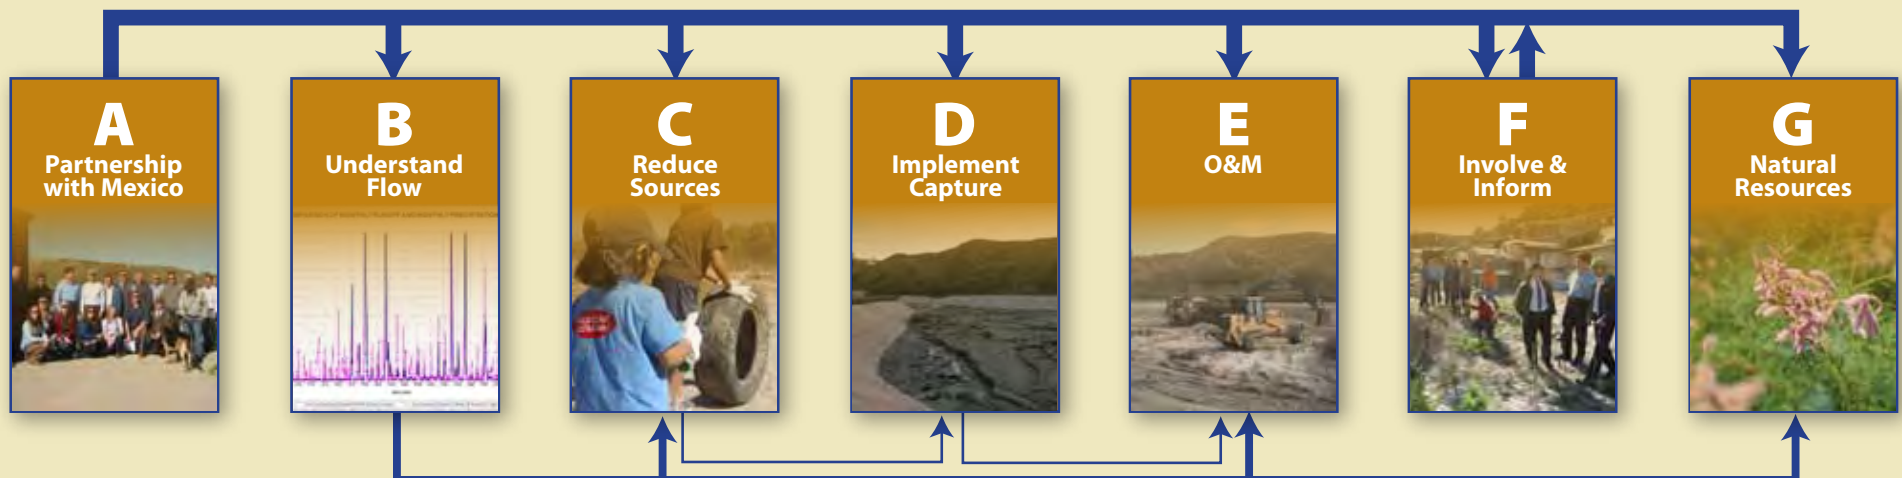 A
Partnership
with Mexico
B
Understand
Flow
C
Reduce
Sources
D
Implement
Capture
E
O&M
F
Involve &
Inform
G
Natural
Resources